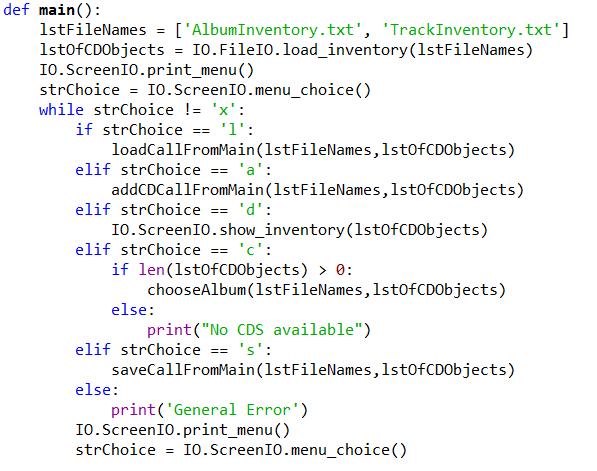 def main():
    lstFileNames = ['AlbumInventory.txt', 'TrackInventory.txt']
    lstOfCDObjects = IO.FileIO.load_inventory(lstFileNames)
    IO.ScreenIO.print_menu()
    strChoice = IO.ScreenIO.menu_choice()
    while strChoice != 'x':
        if strChoice == 'l':
            loadCallFromMain(lstFileNames,lstOfCDObjects)
        elif strChoice == 'a':
            addCDCallFromMain(lstFileNames,lstOfCDObjects)
        elif strChoice == 'd':
            IO.ScreenIO.show_inventory(lstOfCDObjects)
        elif strChoice == 'c':
            if len(lstOfCDObjects) > 0:
                chooseAlbum(lstFileNames,lstOfCDObjects)
            else:
                print("No CDS available")
        elif strChoice == 's':
            saveCallFromMain(lstFileNames,lstOfCDObjects)
        else:
            print('General Error')
        IO.ScreenIO.print_menu()
        strChoice = IO.ScreenIO.menu_choice()